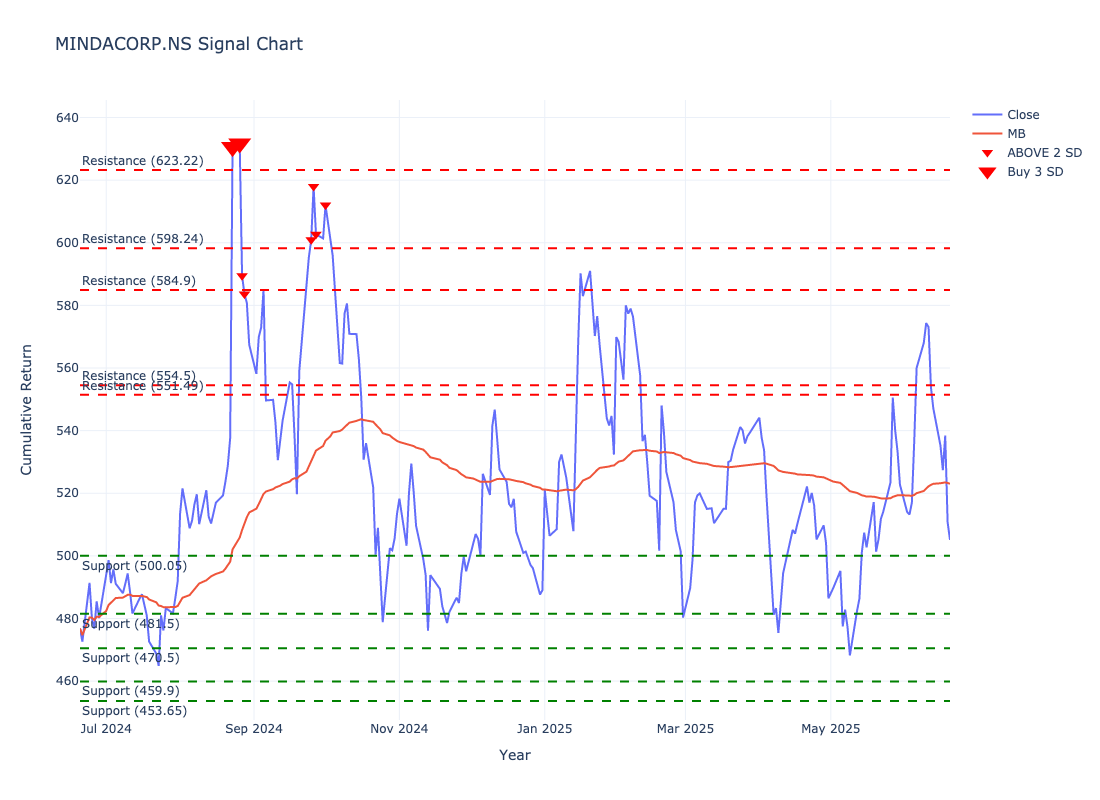 MINDACORP.NS Signal Chart
640
620
600
580
560
540
520
500
480
460
Cumulative Return
Resistance (623.22)
Resistance (598.24)
Resistance (584.9)
Resistance (554.5)
Resistance (551.49)
Support (500.05)
Support (481.5)
Support (470.5)
Support (459.9)
Support (453.65)
Jul 2024
Sep 2024
Nov 2024
Jan 2025
Mar 2025
May 2025
Year
Close
MB
ABOVE 2 SD
Buy 3 SD